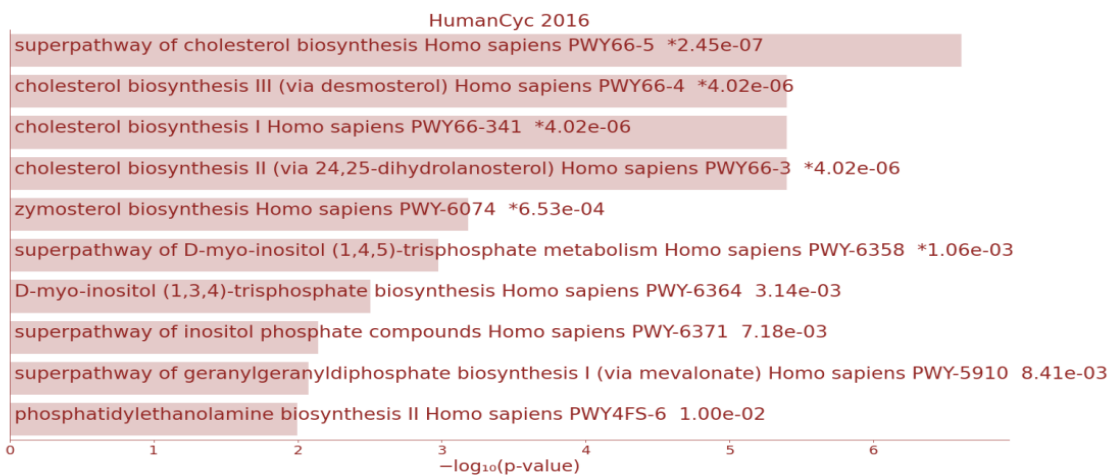 HumanCyc 2016
superpathway of cholesterol biosynthesis Homo sapiens PWY66-5 *2.45e-07
cholesterol biosynthesis III (via desmosterol) Homo sapiens PWY66-4 *4.02e-06
cholesterol biosynthesis I Homo sapiens PWY66-341 *4.02e-06
cholesterol biosynthesis II (via 24,25-dihydrolanosterol) Homo sapiens PWY66-3 *4.02e-06
zymosterol biosynthesis Homo sapiens PWY-6074 *6.53e-04
superpathway of D-myo-inositol (1,4,5)-trisphosphate metabolism Homo sapiens PWY-6358 *1.06e-03
D-myo-inositol (1,3,4)-trisphosphate biosynthesis Homo sapiens PWY-6364 3.14e-03
superpathway of inositol phosphate compounds Homo sapiens PWY-6371 7.18e-03
superpathway of geranylgeranyldiphosphate biosynthesis I (via mevalonate) Homo sapiens PWY-5910 8.41e-03
phosphatidylethanolamine biosynthesis II Homo sapiens PWY4FS-6 1.00e-02
0 1 2 3 4 5 6
−log₁₀(p-value)